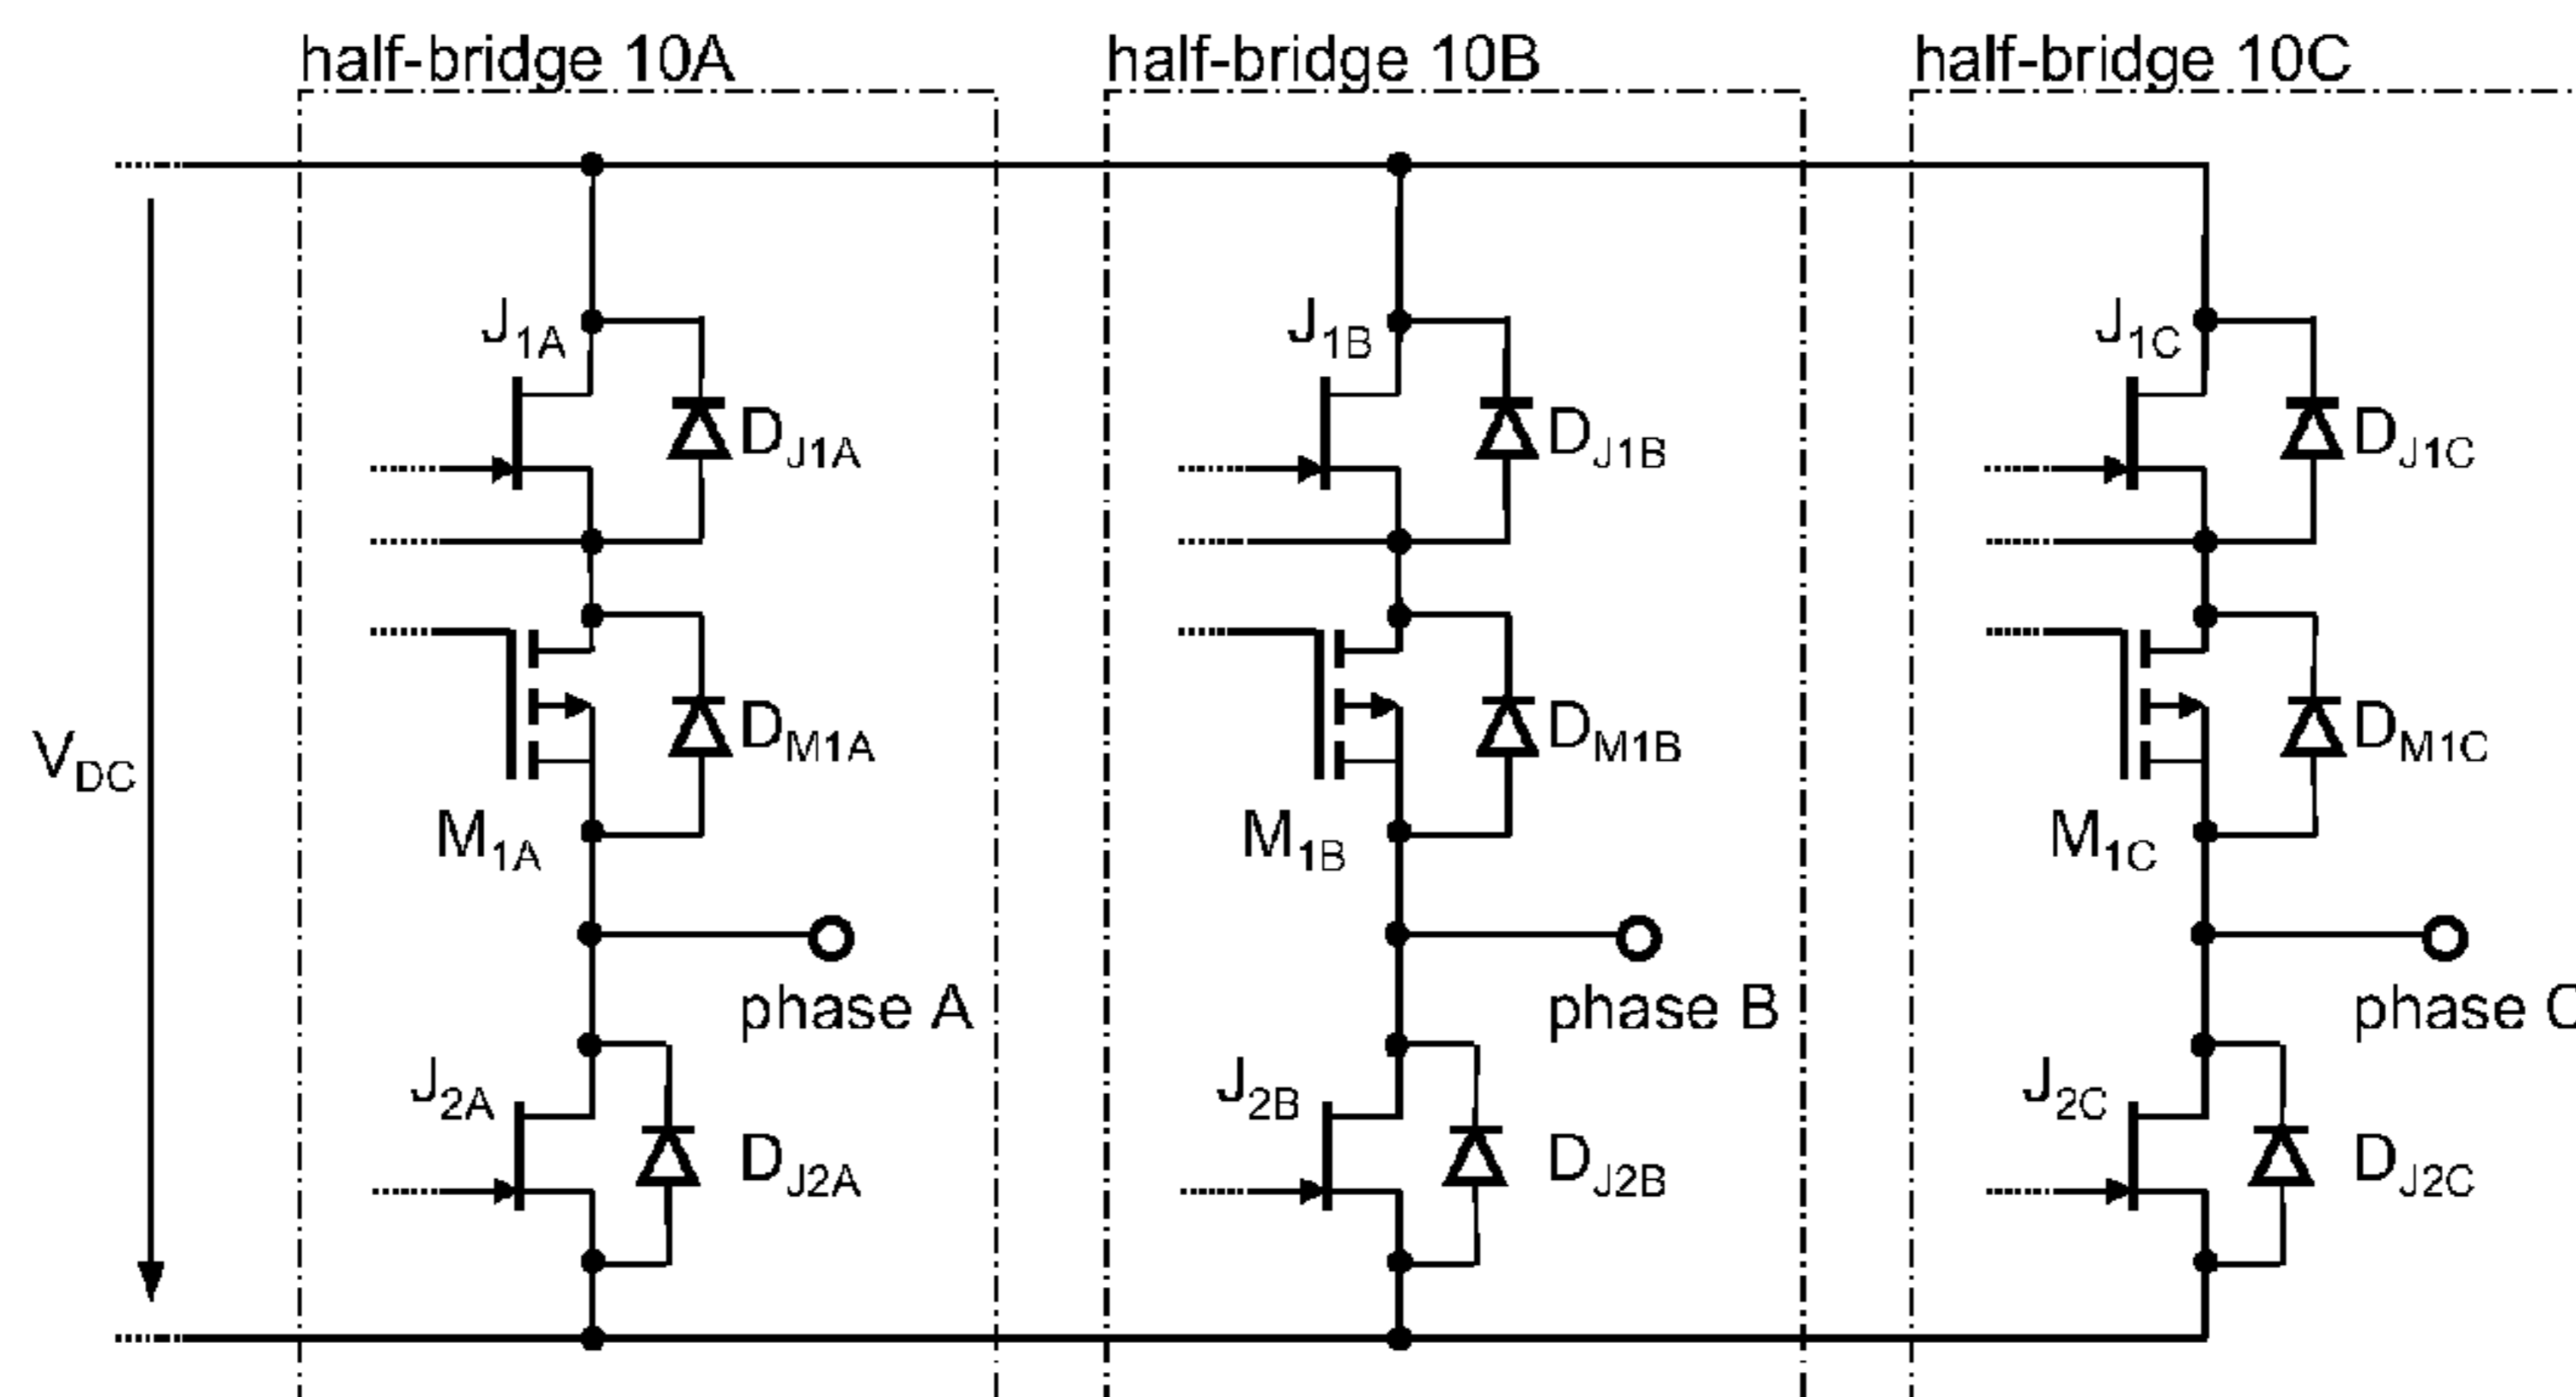 half-bridge 10A
half-bridge 10B
half-bridge 10C
J1A
DJ1A
J1B
DJ1B
J1C
DJ1C
VDC
M1A
DM1A
M1B
DM1B
M1C
DM1C
phase A
phase B
phase C
J2A
DJ2A
J2B
DJ2B
J2C
DJ2C